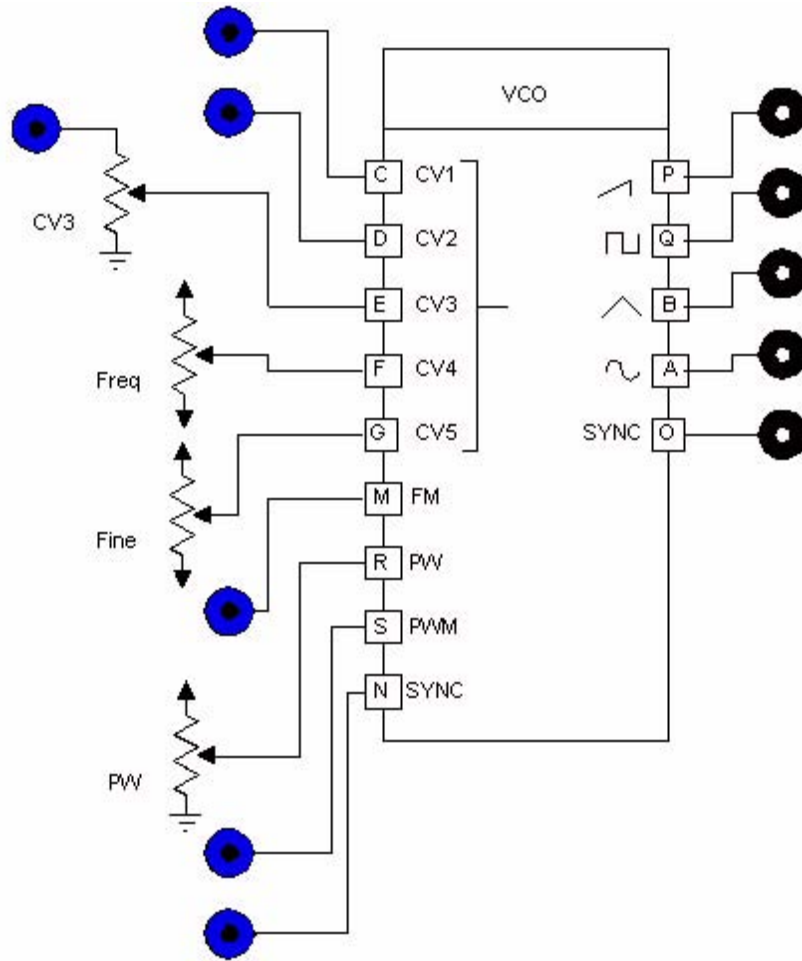 VCO
C CV1 P
CV3
D CV2 Q
E CV3 B
Freq
F CV4 A
G CV5 SYNC O
M FM
Fine
R PW
S PWM
N SYNC
PW